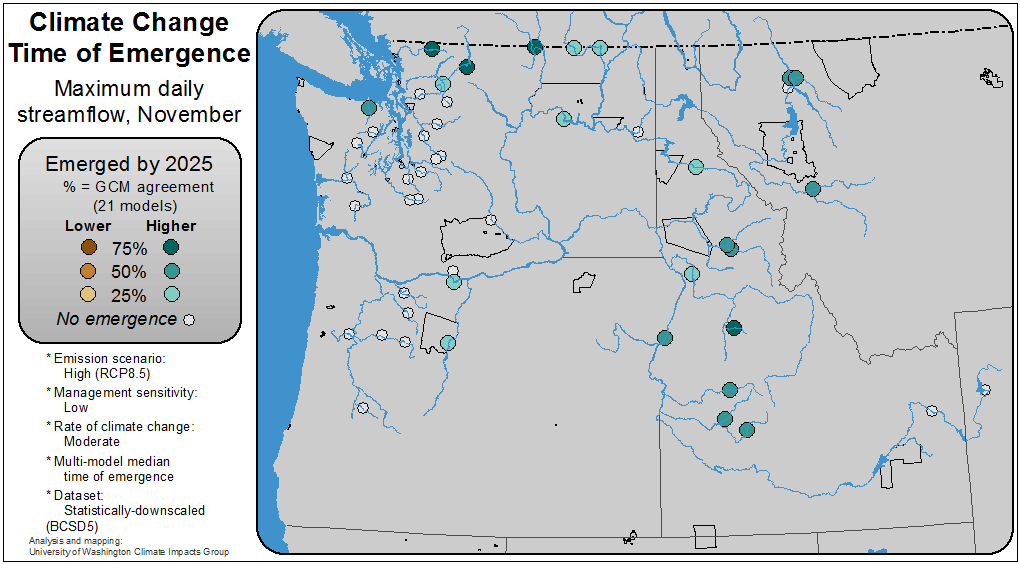 Climate Change
Time of Emergence
Maximum daily
streamflow, November
Emerged by 2025
% = GCM agreement
(21 models)
Lower Higher
75%
50%
25%
No emergence
* Emission scenario:
High (RCP8.5)
* Management sensitivity:
Low
* Rate of climate change:
Moderate
* Multi-model median
time of emergence
* Dataset:
Statistically-downscaled
(BCSD5)
Analysis and mapping:
University of Washington Climate Impacts Group